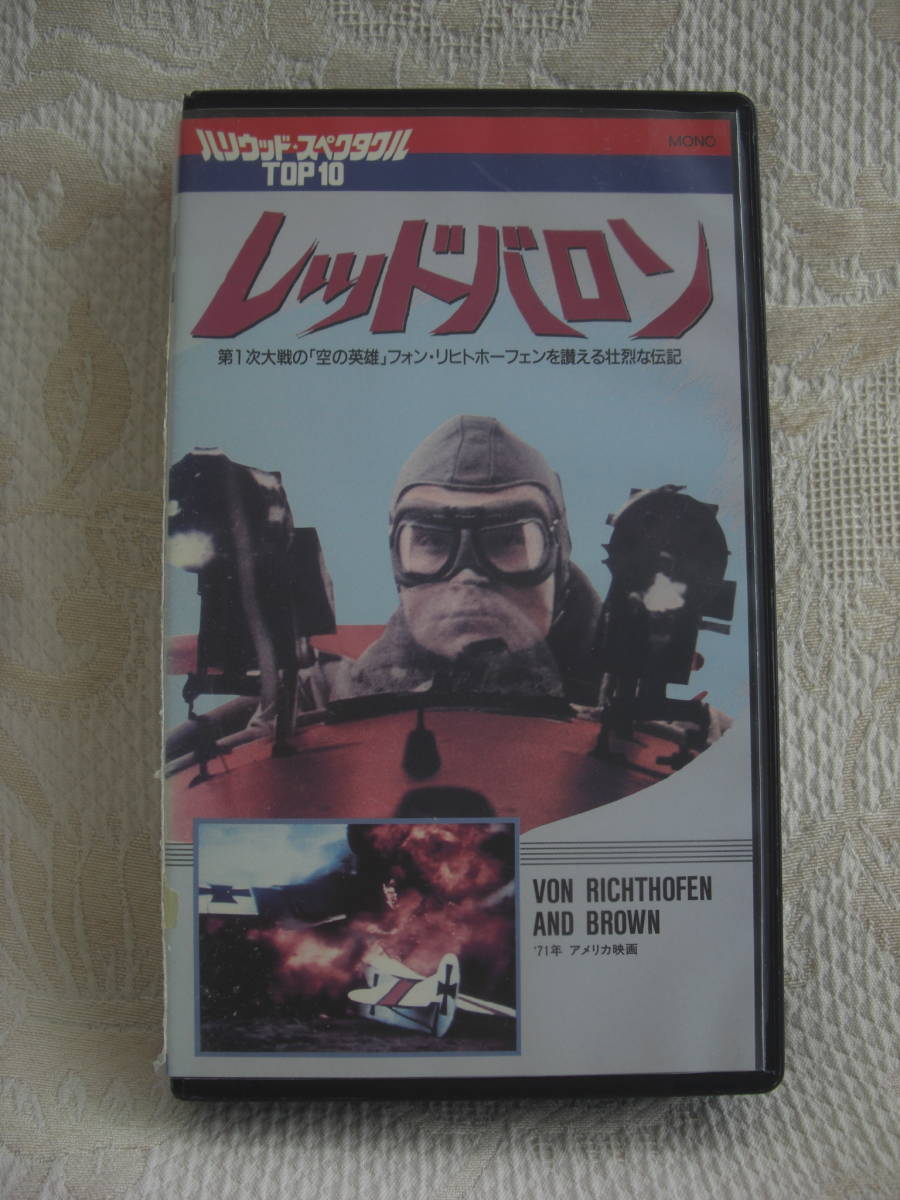 ハリウッド・スペクタクル
TOP 10
MONO
レッドバロン
第1次大戦の「空の英雄」フォン・リヒトホーフェンを讃える壮烈な伝記
VON RICHTHOFEN
AND BROWN
'71年 アメリカ映画